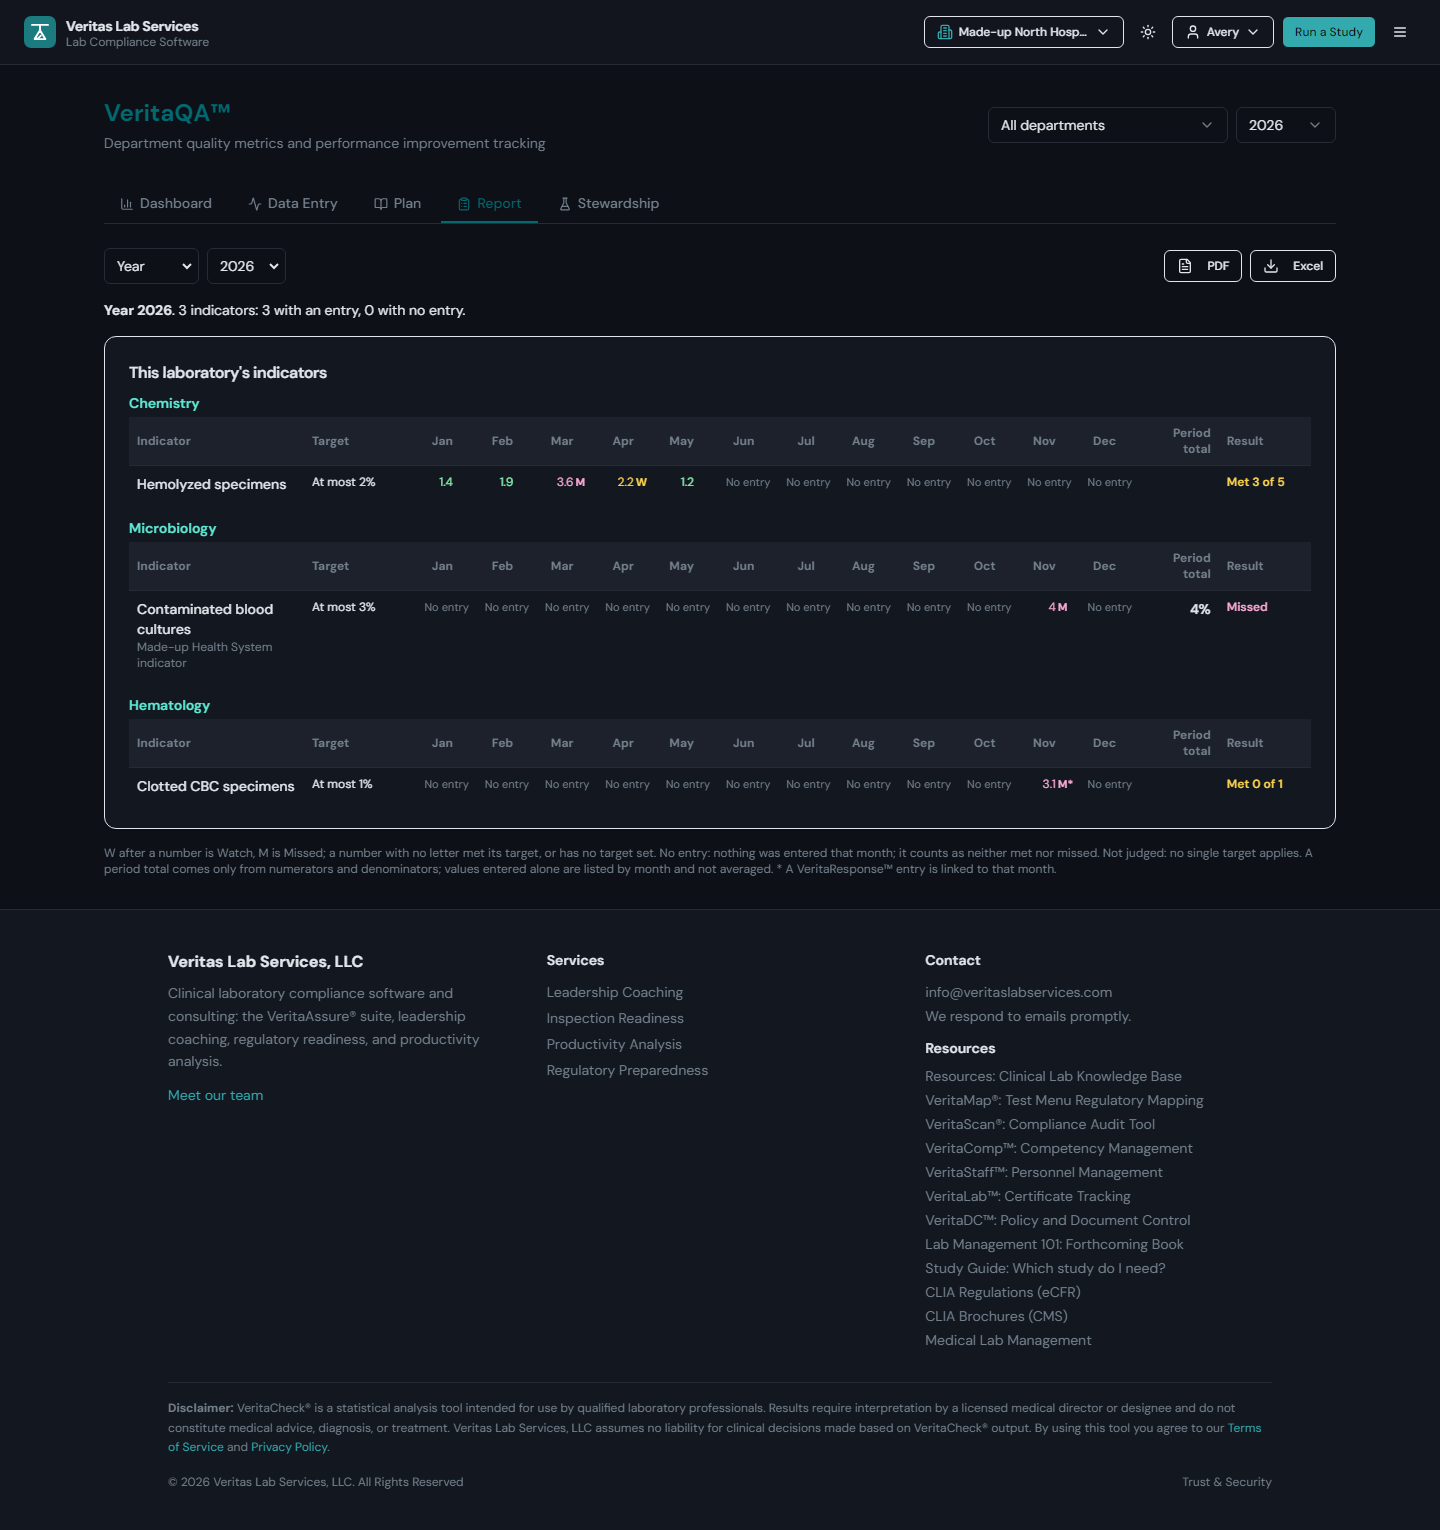 Veritas Lab Services
Lab Compliance Software
Made-up North Hosp...
Avery
Run a Study
VeritaQA™
Department quality metrics and performance improvement tracking
All departments
2026
Dashboard
Data Entry
Plan
Report
Stewardship
Year
2026
PDF
Excel
Year 2026. 3 indicators: 3 with an entry, 0 with no entry.
This laboratory's indicators
Chemistry
Indicator Target Jan Feb Mar Apr May Jun Jul Aug Sep Oct Nov Dec Period total Result
Hemolyzed specimens At most 2% 1.4 1.9 3.6 M 2.2 W 1.2 No entry No entry No entry No entry No entry No entry No entry Met 3 of 5
Microbiology
Indicator Target Jan Feb Mar Apr May Jun Jul Aug Sep Oct Nov Dec Period total Result
Contaminated blood cultures At most 3% No entry No entry No entry No entry No entry No entry No entry No entry No entry No entry 4 M No entry 4% Missed
Made-up Health System
indicator
Hematology
Indicator Target Jan Feb Mar Apr May Jun Jul Aug Sep Oct Nov Dec Period total Result
Clotted CBC specimens At most 1% No entry No entry No entry No entry No entry No entry No entry No entry No entry No entry 3.1 M* No entry Met 0 of 1
W after a number is Watch, M is Missed; a number with no letter met its target, or has no target set. No entry: nothing was entered that month; it counts as neither met nor missed. Not judged: no single target applies. A
period total comes only from numerators and denominators; values entered alone are listed by month and not averaged. * A VeritaResponse™ entry is linked to that month.
Veritas Lab Services, LLC
Clinical laboratory compliance software and
consulting: the VeritaAssure® suite, leadership
coaching, regulatory readiness, and productivity
analysis.
Meet our team
Services
Leadership Coaching
Inspection Readiness
Productivity Analysis
Regulatory Preparedness
Contact
info@veritaslabservices.com
We respond to emails promptly.
Resources
Resources: Clinical Lab Knowledge Base
VeritaMap®: Test Menu Regulatory Mapping
VeritaScan®: Compliance Audit Tool
VeritaComp™: Competency Management
VeritaStaff™: Personnel Management
VeritaLab™: Certificate Tracking
VeritaDC™: Policy and Document Control
Lab Management 101: Forthcoming Book
Study Guide: Which study do I need?
CLIA Regulations (eCFR)
CLIA Brochures (CMS)
Medical Lab Management
Disclaimer: VeritaCheck® is a statistical analysis tool intended for use by qualified laboratory professionals. Results require interpretation by a licensed medical director or designee and do not
constitute medical advice, diagnosis, or treatment. Veritas Lab Services, LLC assumes no liability for clinical decisions made based on VeritaCheck® output. By using this tool you agree to our Terms
of Service and Privacy Policy.
© 2026 Veritas Lab Services, LLC. All Rights Reserved
Trust & Security